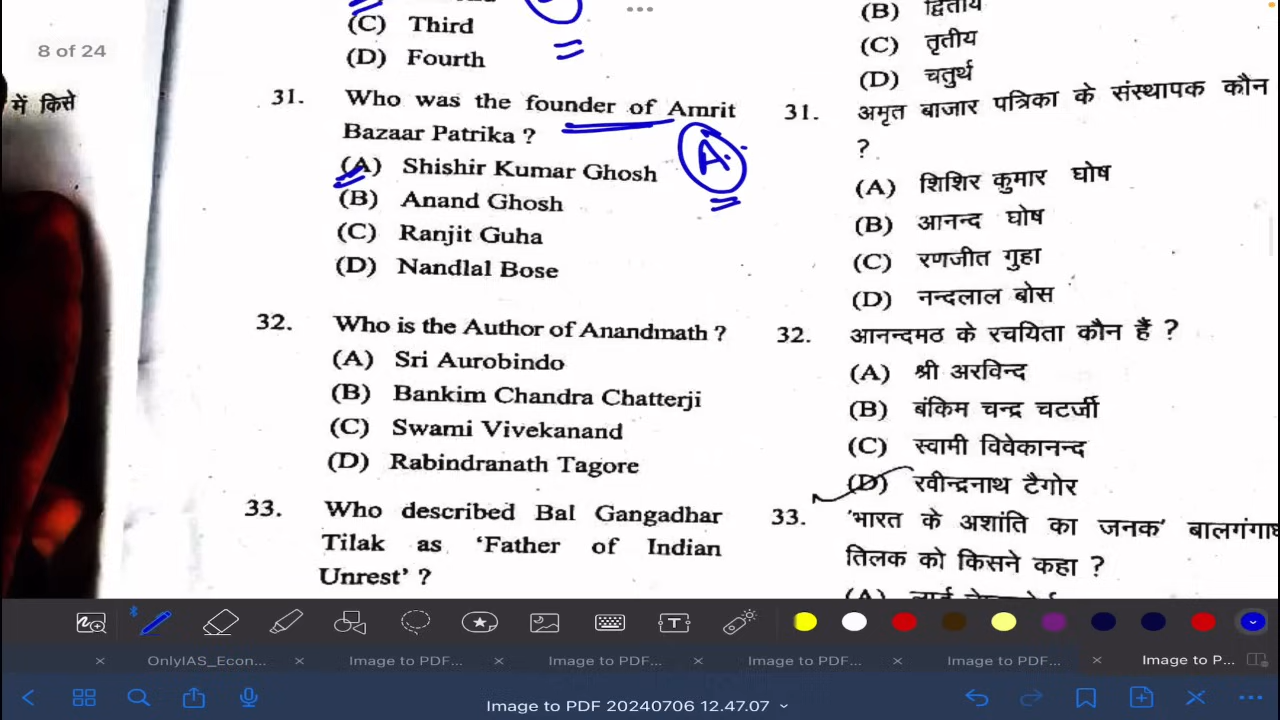 8 of 24
में किसे
(C) Third
(D) Fourth
31. Who was the founder of Amrit
Bazaar Patrika ?
(A) Shishir Kumar Ghosh
(B) Anand Ghosh
(C) Ranjit Guha
(D) Nandlal Bose
A.
32. Who is the Author of Anandmath ?
(A) Sri Aurobindo
(B) Bankim Chandra Chatterji
(C) Swami Vivekanand
(D) Rabindranath Tagore
33. Who described Bal Gangadhar
Tilak as ‘Father of Indian
Unrest’ ?
(B) द्वितीय
(C) तृतीय
(D) चतुर्थ
31. अमृत बाजार पत्रिका के संस्थापक कौन
?
(A) शिशिर कुमार घोष
(B) आनन्द घोष
(C) रणजीत गुहा
(D) नन्दलाल बोस
32. आनन्दमठ के रचयिता कौन हैं ?
(A) श्री अरविन्द
(B) बंकिम चन्द्र चटर्जी
(C) स्वामी विवेकानन्द
(D) रवीन्द्रनाथ टैगोर
33. ‘भारत के अशांति का जनक’ बालगंगाध
तिलक को किसने कहा ?
(A) लार्ड
OnlyIAS_Econ... Image to PDF... Image to PDF... Image to PDF... Image to PDF... Image to P...
Image to PDF 20240706 12.47.07